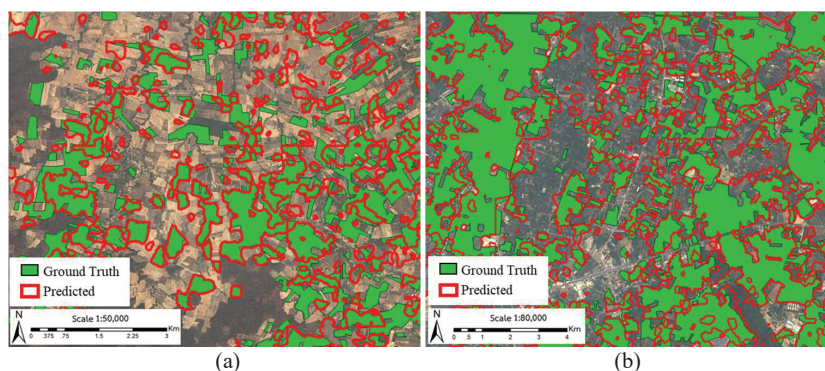 Ground Truth
Predicted
N
Scale 1:50,000
Km
0 .375 .75 1.5 2.25 3
(a)
Ground Truth
Predicted
N
Scale 1:80,000
Km
0 .5 1 2 3 4
(b)